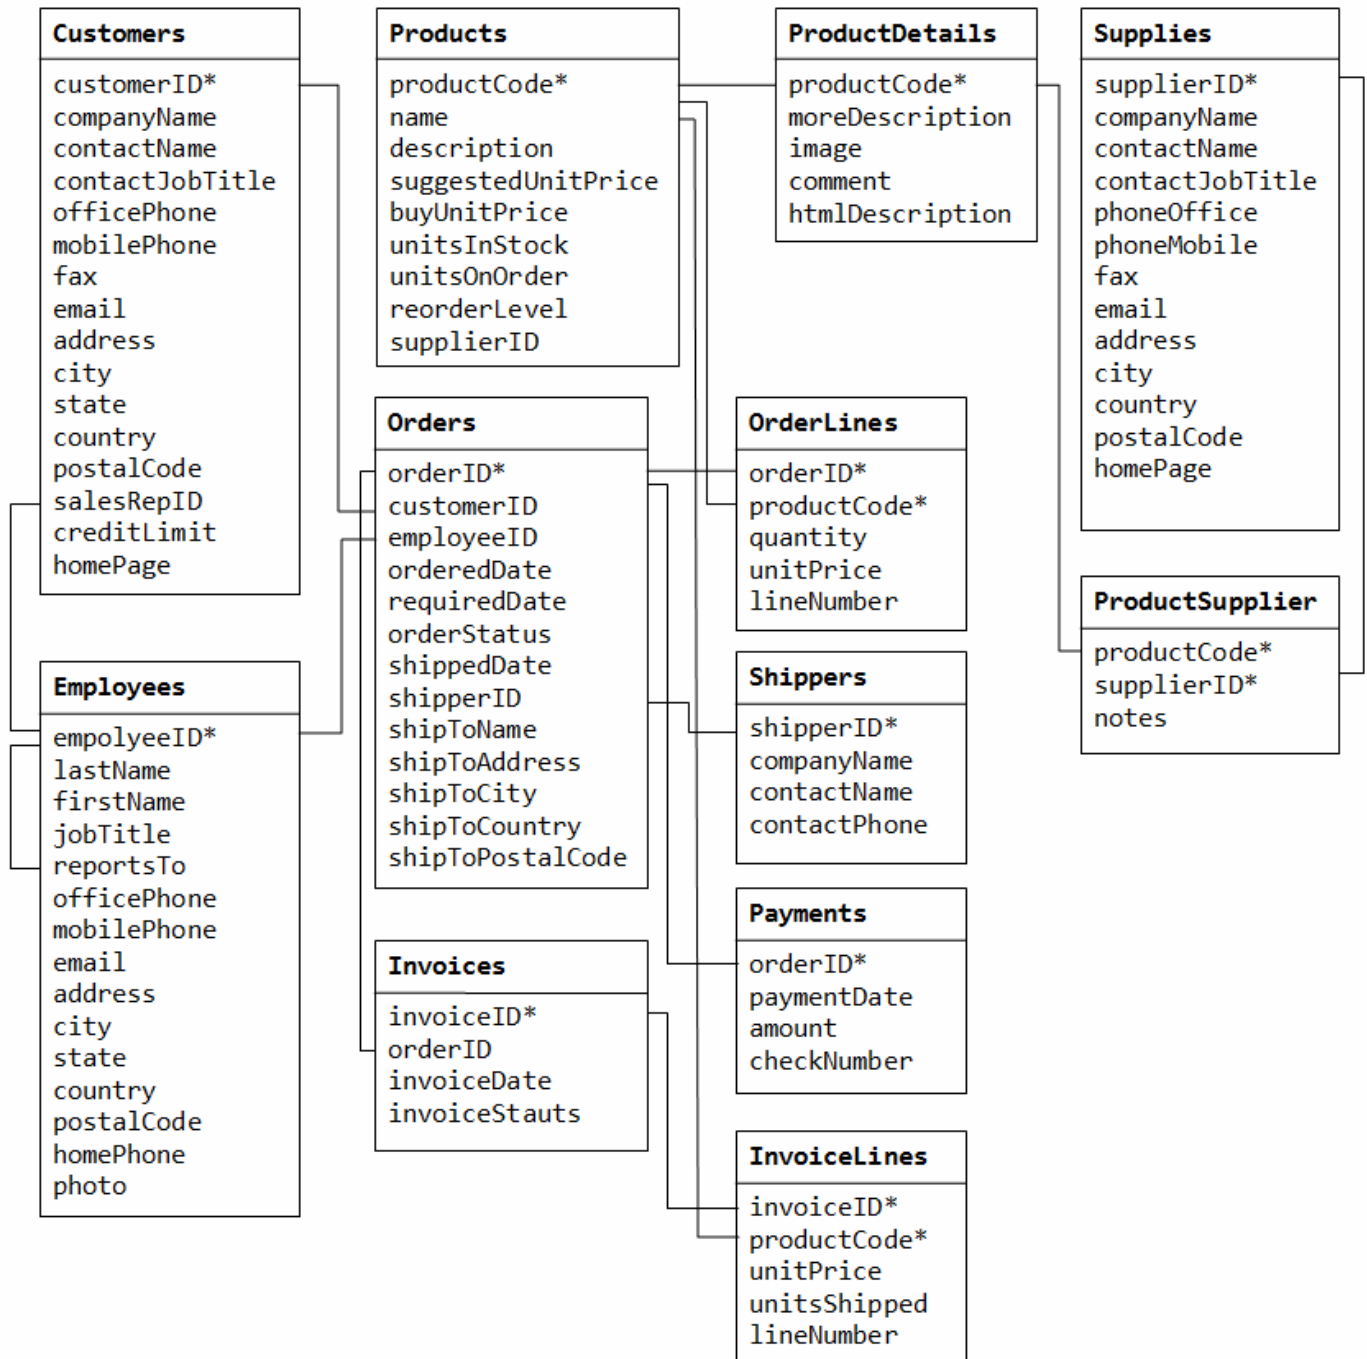 Customers
customerID*
companyName
contactName
contactJobTitle
officePhone
mobilePhone
fax
email
address
city
state
country
postalCode
salesRepID
creditLimit
homePage
Products
productCode*
name
description
suggestedUnitPrice
buyUnitPrice
unitsInStock
unitsOnOrder
reorderLevel
supplierID
ProductDetails
productCode*
moreDescription
image
comment
htmlDescription
Supplies
supplierID*
companyName
contactName
contactJobTitle
phoneOffice
phoneMobile
fax
email
address
city
country
postalCode
homePage
Orders
orderID*
customerID
employeeID
orderedDate
requiredDate
orderStatus
shippedDate
shipperID
shipToName
shipToAddress
shipToCity
shipToCountry
shipToPostalCode
OrderLines
orderID*
productCode*
quantity
unitPrice
lineNumber
ProductSupplier
productCode*
supplierID*
notes
Employees
empolyeeID*
lastName
firstName
jobTitle
reportsTo
officePhone
mobilePhone
email
address
city
state
country
postalCode
homePhone
photo
Shippers
shipperID*
companyName
contactName
contactPhone
Invoices
invoiceID*
orderID
invoiceDate
invoiceStauts
Payments
orderID*
paymentDate
amount
checkNumber
InvoiceLines
invoiceID*
productCode*
unitPrice
unitsShipped
lineNumber